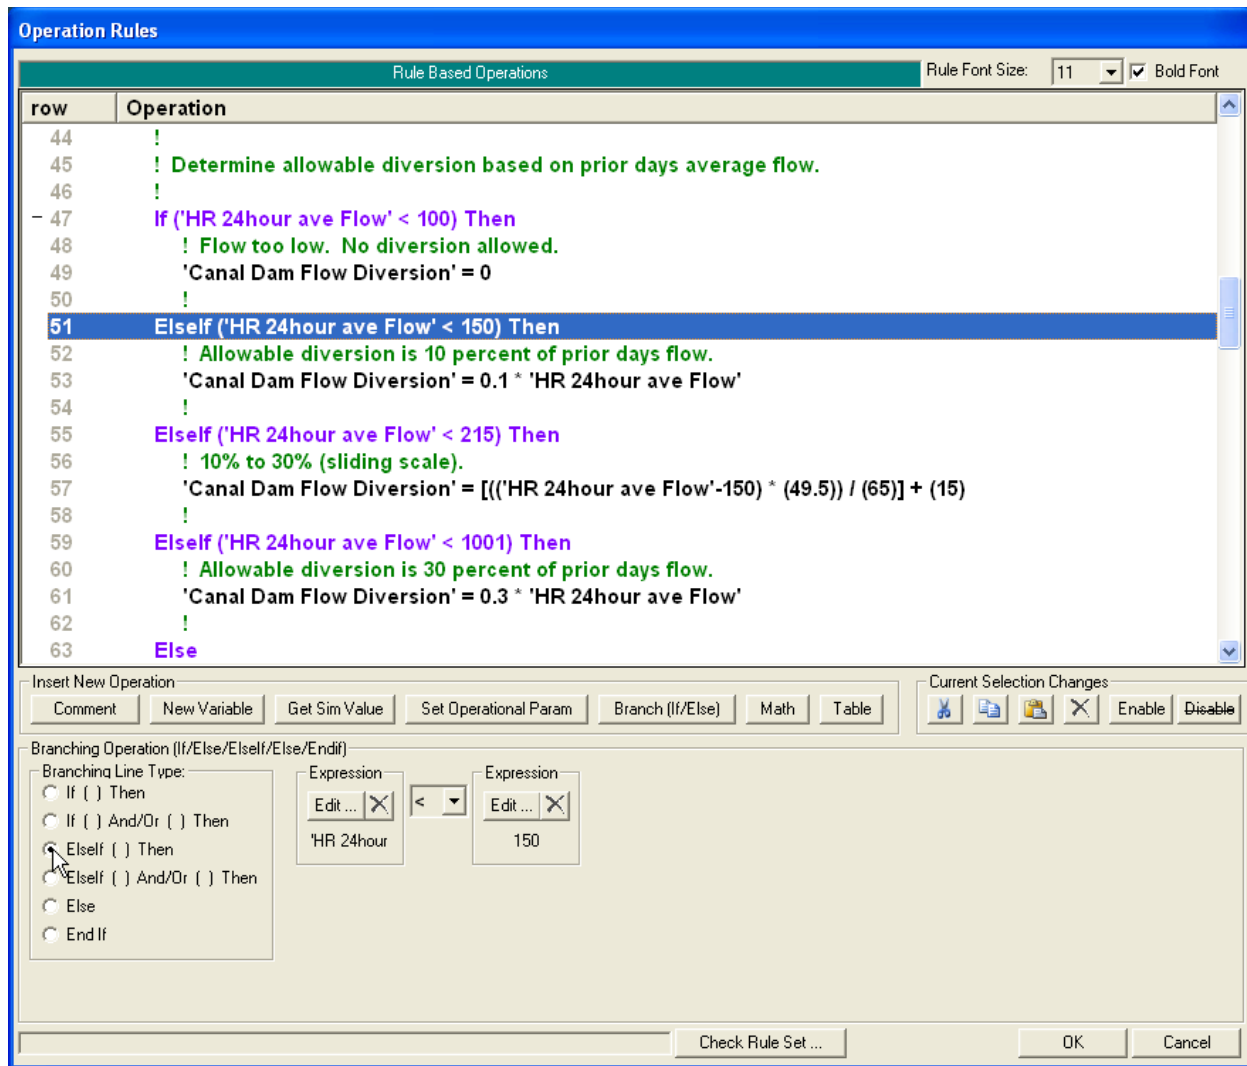 Operation Rules
Rule Based Operations Rule Font Size: 11 Bold Font
row Operation
44 !
45 ! Determine allowable diversion based on prior days average flow.
46 !
47 If ('HR 24hour ave Flow' < 100) Then
48 ! Flow too low. No diversion allowed.
49 'Canal Dam Flow Diversion' = 0
50 !
51 ElseIf ('HR 24hour ave Flow' < 150) Then
52 ! Allowable diversion is 10 percent of prior days flow.
53 'Canal Dam Flow Diversion' = 0.1 * 'HR 24hour ave Flow'
54 !
55 ElseIf ('HR 24hour ave Flow' < 215) Then
56 ! 10% to 30% (sliding scale).
57 'Canal Dam Flow Diversion' = [(('HR 24hour ave Flow'-150) * (49.5)) / (65)] + (15)
58 !
59 ElseIf ('HR 24hour ave Flow' < 1001) Then
60 ! Allowable diversion is 30 percent of prior days flow.
61 'Canal Dam Flow Diversion' = 0.3 * 'HR 24hour ave Flow'
62 !
63 Else
Insert New Operation Current Selection Changes
Comment New Variable Get Sim Value Set Operational Param Branch (If/Else) Math Table Enable Disable
Branching Operation (If/Else/ElseIf/Else/Endif)
Branching Line Type: Expression Expression
If ( ) Then
Edit ... < Edit ...
If ( ) And/Or ( ) Then
'HR 24hour 150
ElseIf ( ) Then
ElseIf ( ) And/Or ( ) Then
Else
End If
Check Rule Set ... OK Cancel